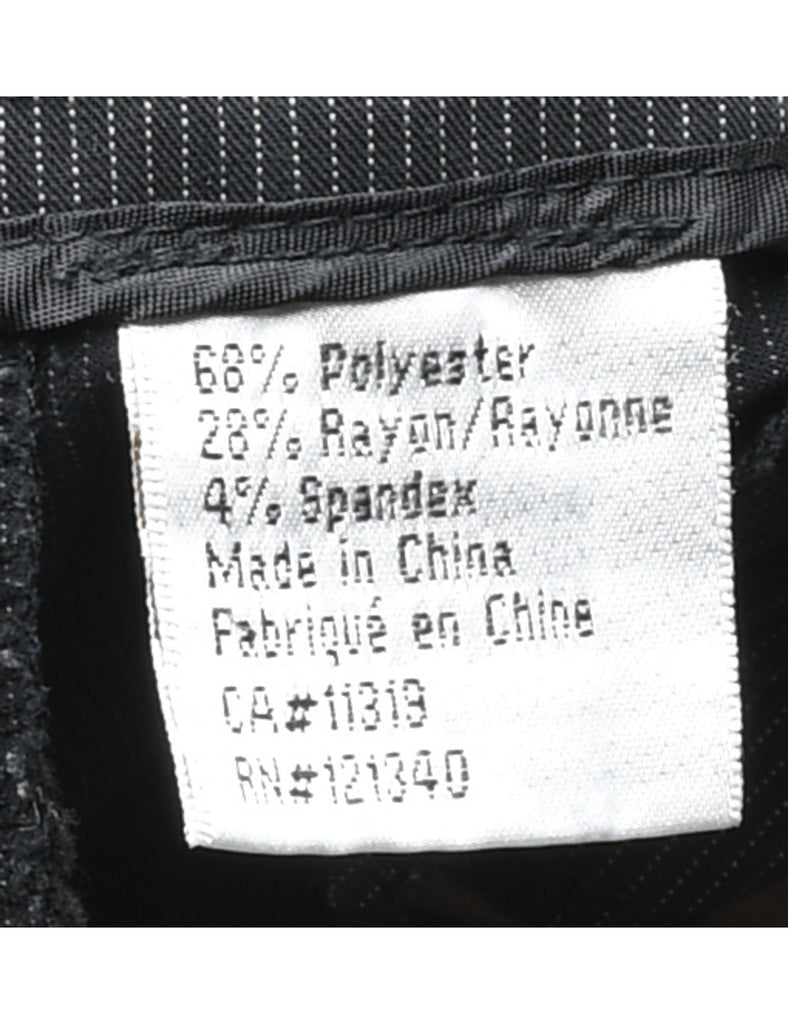 68% Polyester
28% Rayon/Rayonne
4% Spandex
Made in China
Fabriqué en Chine
CA#11319
RN#121340